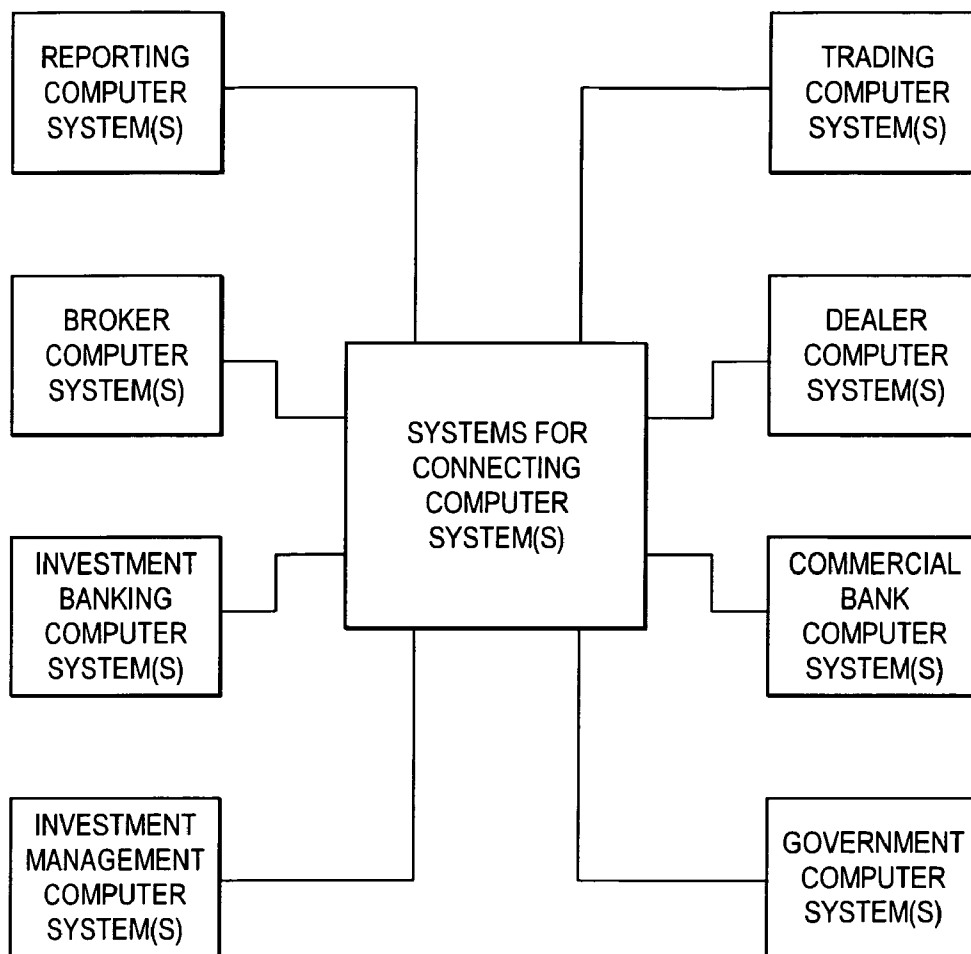 REPORTING
COMPUTER
SYSTEM(S)
TRADING
COMPUTER
SYSTEM(S)
BROKER
COMPUTER
SYSTEM(S)
DEALER
COMPUTER
SYSTEM(S)
SYSTEMS FOR
CONNECTING
COMPUTER
SYSTEM(S)
INVESTMENT
BANKING
COMPUTER
SYSTEM(S)
COMMERCIAL
BANK
COMPUTER
SYSTEM(S)
INVESTMENT
MANAGEMENT
COMPUTER
SYSTEM(S)
GOVERNMENT
COMPUTER
SYSTEM(S)